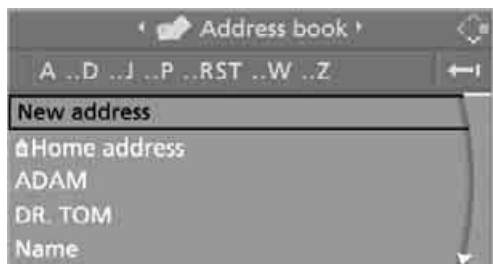 Address book
A ..D ..J ..P ..RST ..W ..Z
New address
Home address
ADAM
DR. TOM
Name